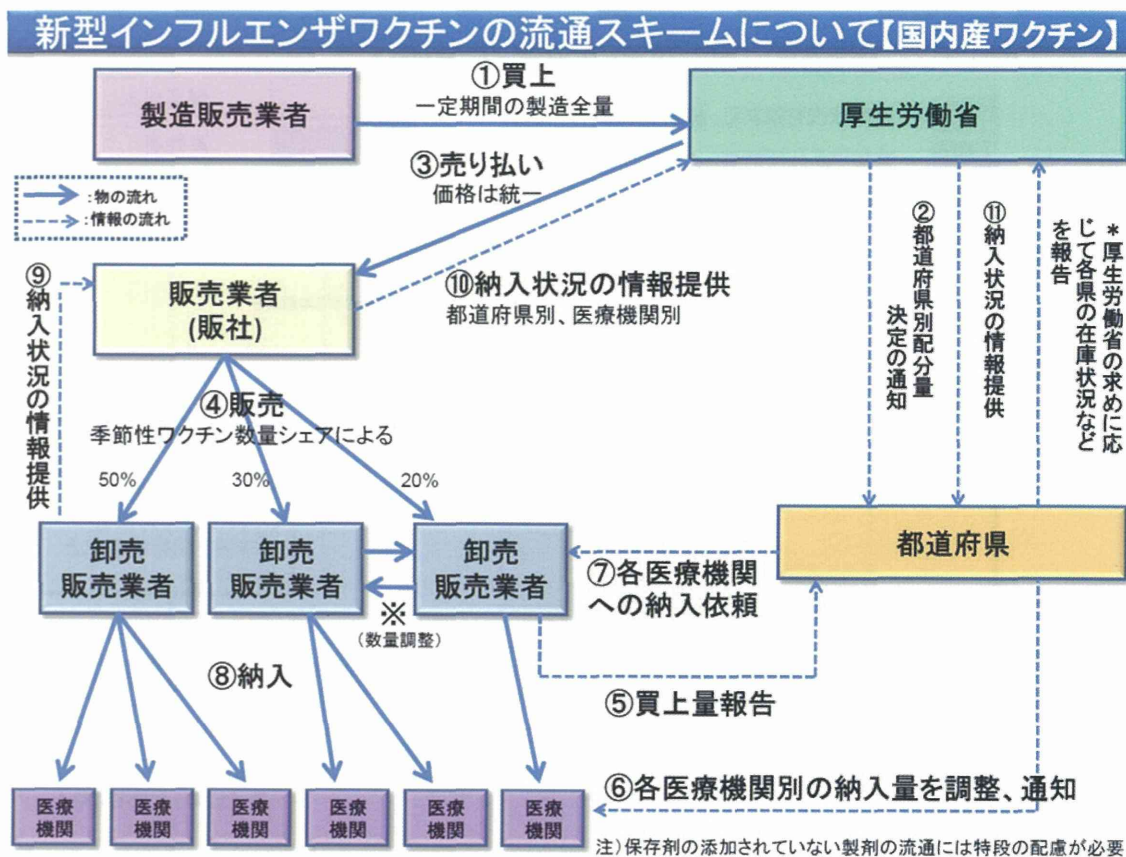 新型インフルエンザワクチンの流通スキームについて【国内産ワクチン】
製造販売業者
①買上
一定期間の製造全量
厚生労働省
③売り払い
価格は統一
:物の流れ
:情報の流れ
②都道府県別配分量
決定の通知
⑪納入状況の情報提供
*厚生労働省の求めに応
じて各県の在庫状況など
を報告
⑨納入状況の情報提供
販売業者
(販社)
⑩納入状況の情報提供
都道府県別、医療機関別
④販売
季節性ワクチン数量シェアによる
50%
30%
20%
卸売
販売業者
卸売
販売業者
卸売
販売業者
都道府県
※
(数量調整)
⑦各医療機関
への納入依頼
⑧納入
⑤買上量報告
⑥各医療機関別の納入量を調整、通知
医療
機関
医療
機関
医療
機関
医療
機関
医療
機関
医療
機関
注)保存剤の添加されていない製剤の流通には特段の配慮が必要